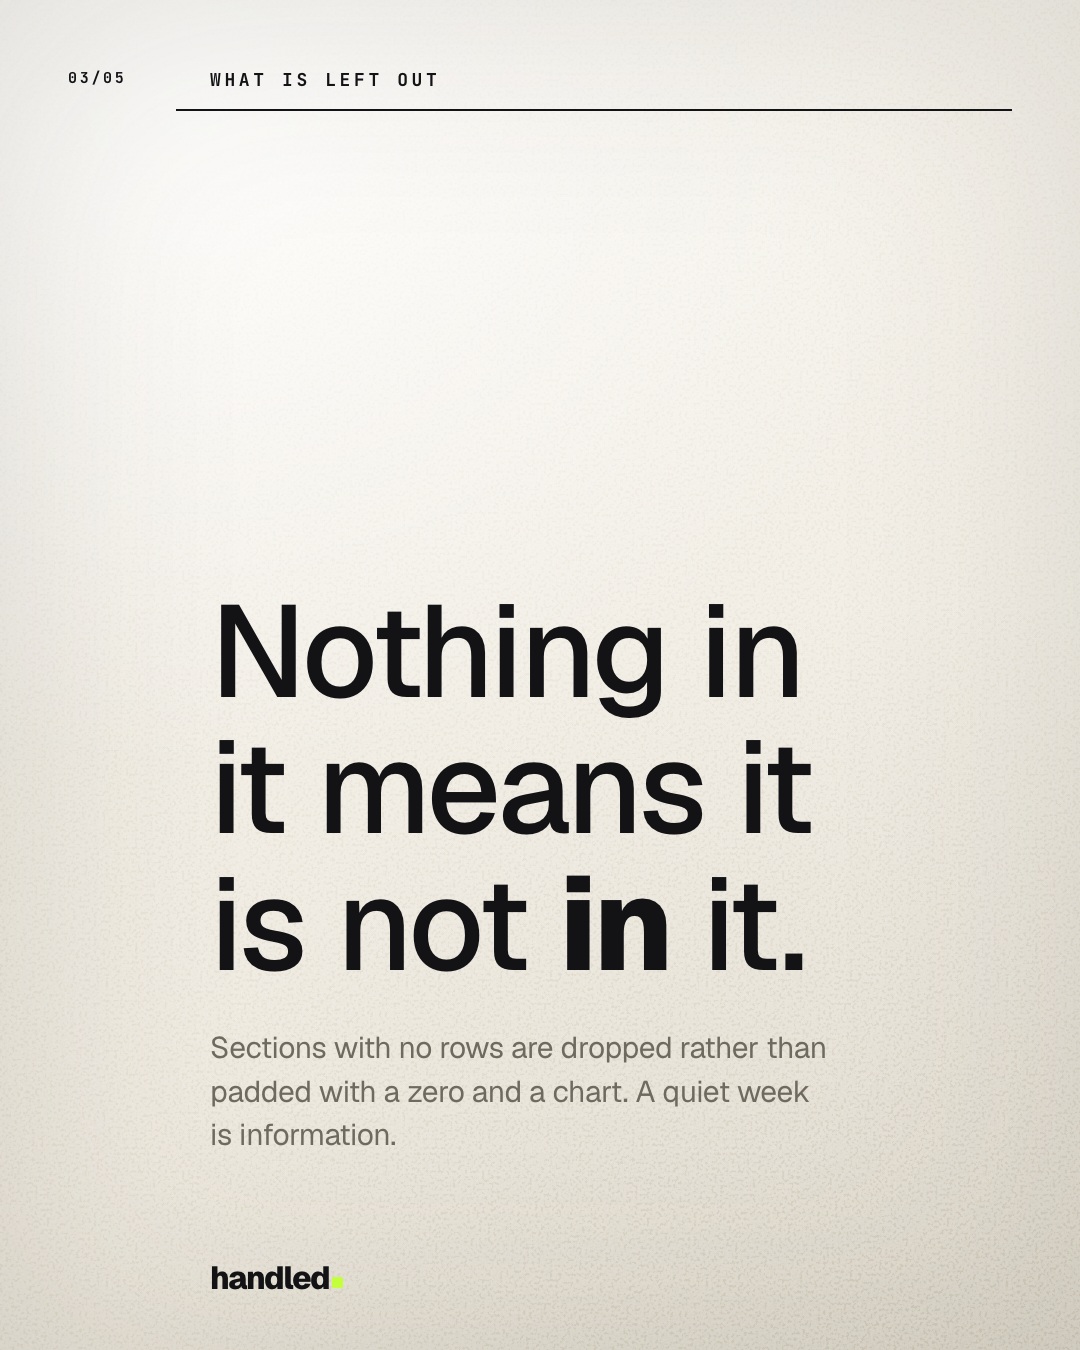 03/05
WHAT IS LEFT OUT
Nothing in
it means it
is not in it.
Sections with no rows are dropped rather than
padded with a zero and a chart. A quiet week
is information.
handled.